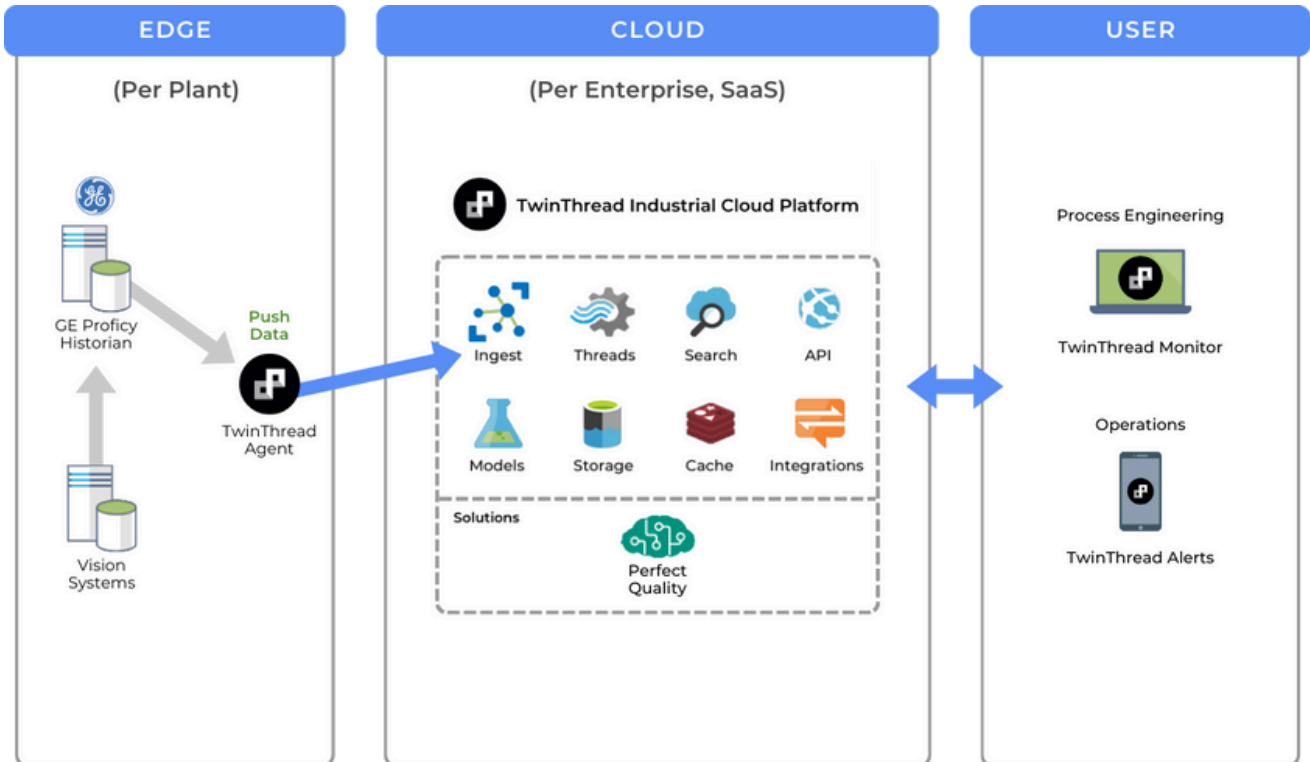 EDGE
(Per Plant)
GE Proficy
Historian
Push
Data
TwinThread
Agent
Vision
Systems
CLOUD
(Per Enterprise, SaaS)
TwinThread Industrial Cloud Platform
Ingest
Threads
Search
API
Models
Storage
Cache
Integrations
Solutions
Perfect
Quality
USER
Process Engineering
TwinThread Monitor
Operations
TwinThread Alerts